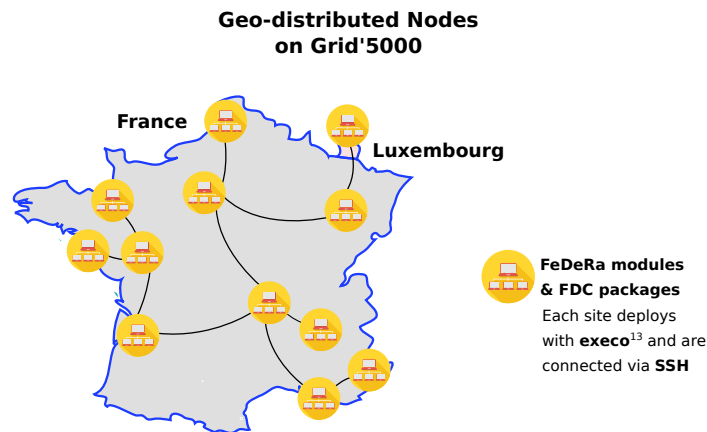 Geo-distributed Nodes
on Grid'5000
France
Luxembourg
FeDeRa modules
& FDC packages
Each site deploys
with execo¹³ and are
connected via SSH